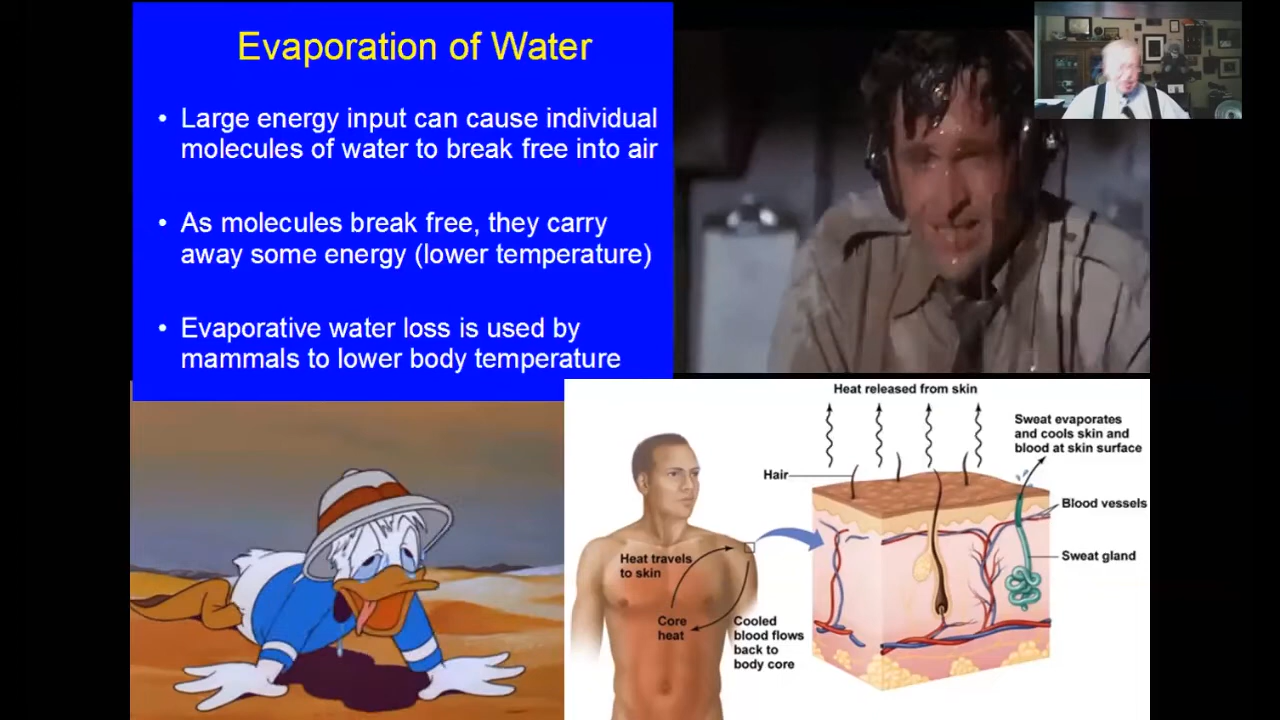 Evaporation of Water
• Large energy input can cause individual
molecules of water to break free into air
• As molecules break free, they carry
away some energy (lower temperature)
• Evaporative water loss is used by
mammals to lower body temperature
Heat released from skin
Sweat evaporates
and cools skin and
blood at skin surface
Hair
Blood vessels
Sweat gland
Heat travels
to skin
Core
heat
Cooled
blood flows
back to
body core